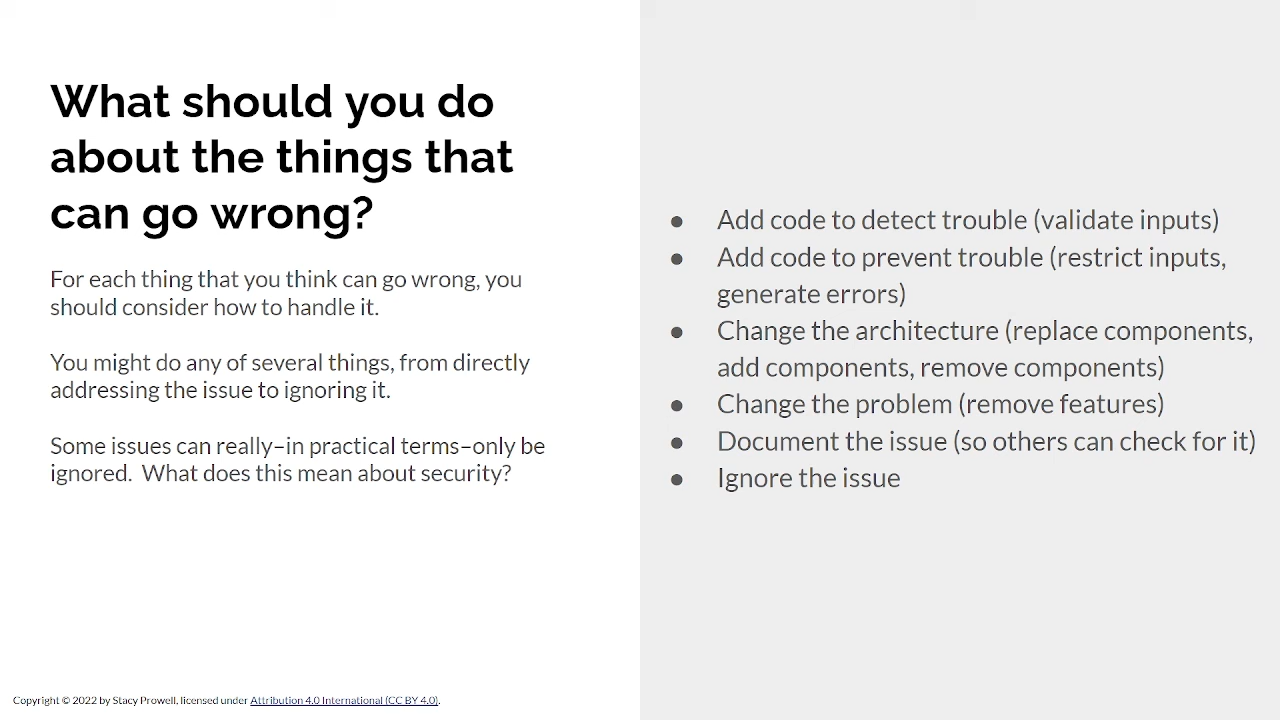 What should you do
about the things that
can go wrong?
For each thing that you think can go wrong, you
should consider how to handle it.
You might do any of several things, from directly
addressing the issue to ignoring it.
Some issues can really–in practical terms–only be
ignored.  What does this mean about security?
● Add code to detect trouble (validate inputs)
● Add code to prevent trouble (restrict inputs,
generate errors)
● Change the architecture (replace components,
add components, remove components)
● Change the problem (remove features)
● Document the issue (so others can check for it)
● Ignore the issue
Copyright © 2022 by Stacy Prowell, licensed under Attribution 4.0 International (CC BY 4.0).